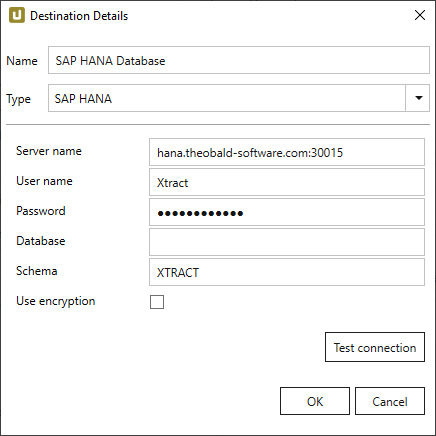 Destination Details
Name SAP HANA Database
Type SAP HANA
Server name hana.theobald-software.com:30015
User name Xtract
Password ●●●●●●●●●●●●
Database
Schema XTRACT
Use encryption
Test connection
OK Cancel